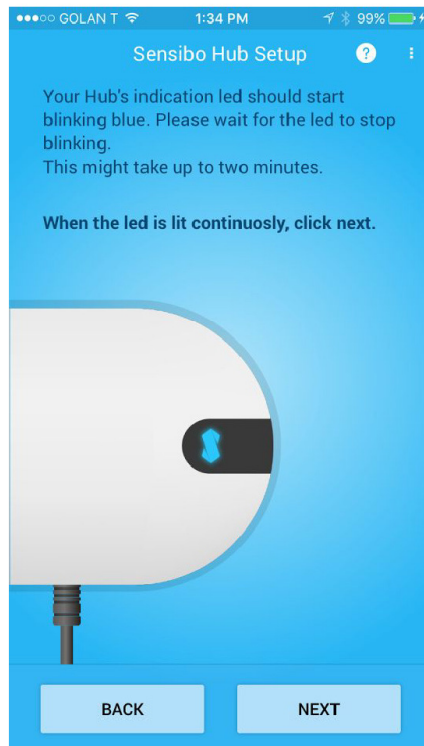 GOLAN T 1:34 PM 99%
Sensibo Hub Setup ?
Your Hub's indication led should start
blinking blue. Please wait for the led to stop
blinking.
This might take up to two minutes.
When the led is lit continuosly, click next.
BACK NEXT